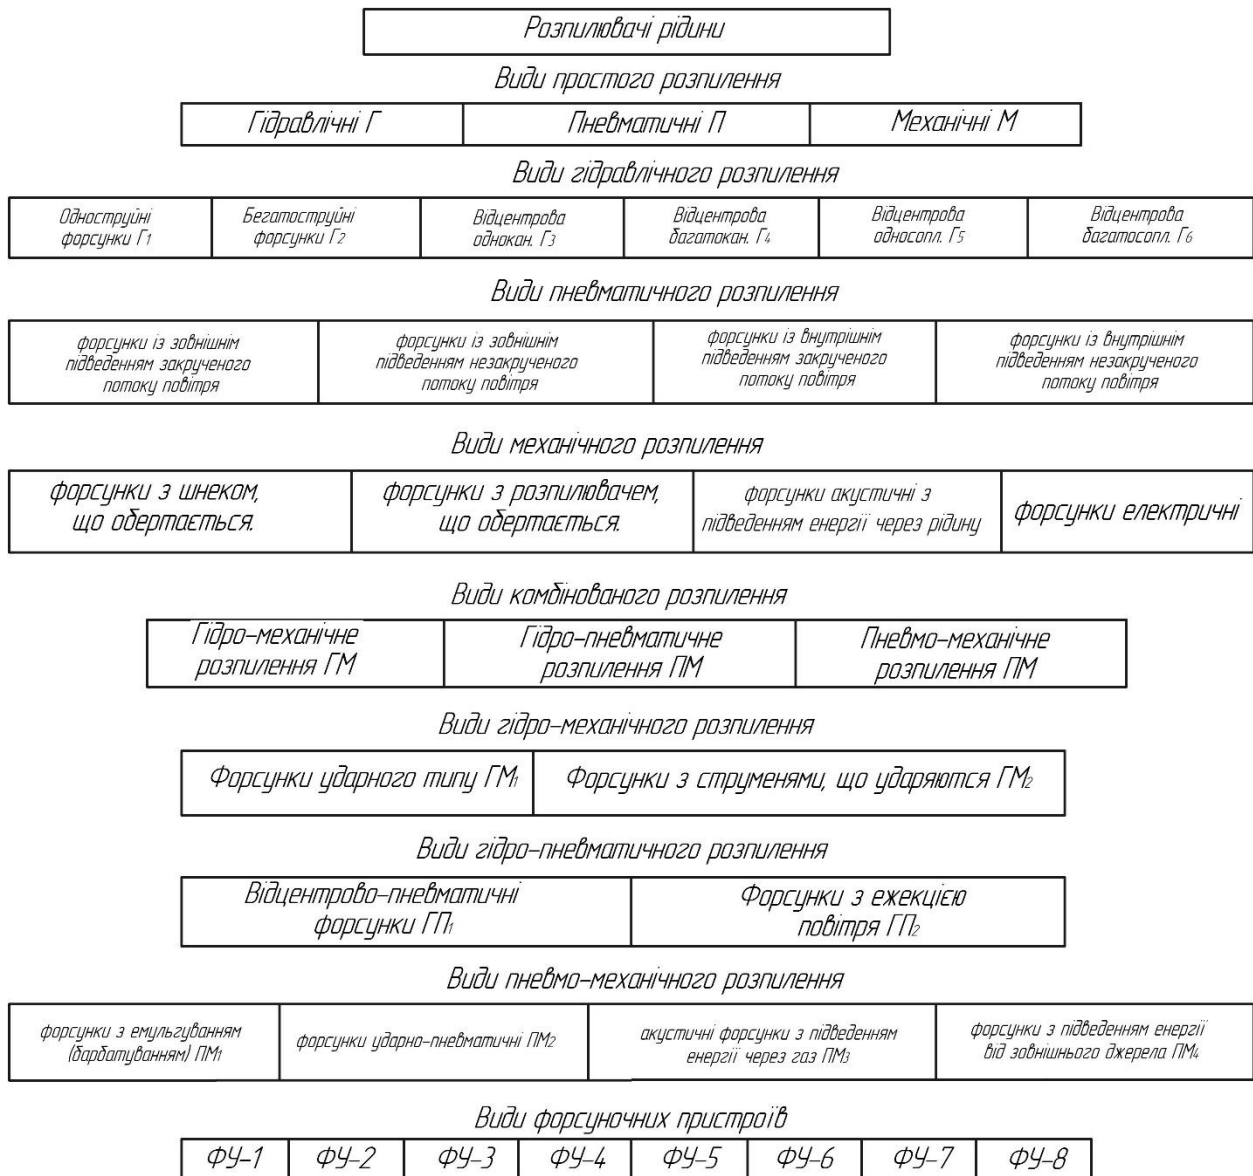 Розпилювачі рідини
Види простого розпилення
Гідравлічні Г
Пневматичні П
Механічні М
Види гідравлічного розпилення
Одноструйні
форсунки Г1
Бегатоструйні
форсунки Г2
Відцентрова
однокан. Г3
Відцентрова
багатокан. Г4
Відцентрова
односопл. Г5
Відцентрова
багатосопл. Г6
Види пневматичного розпилення
форсунки із зовнішнім
підведенням закрученого
потоку повітря
форсунки із зовнішнім
підведенням незакрученого
потоку повітря
форсунки із внутрішнім
підведенням закрученого
потоку повітря
форсунки із внутрішнім
підведенням незакрученого
потоку повітря
Види механічного розпилення
форсунки з шнеком,
що обертається.
форсунки з розпилювачем,
що обертається.
форсунки акустичні з
підведенням енергії через рідину
форсунки електричні
Види комбінованого розпилення
Гідро-механічне
розпилення ГМ
Гідро-пневматичне
розпилення ПМ
Пневмо-механічне
розпилення ПМ
Види гідро-механічного розпилення
Форсунки ударного типу ГМ1
Форсунки з струменями, що ударяются ГМ2
Види гідро-пневматичного розпилення
Відцентрово-пневматичні
форсунки ГП1
Форсунки з ежекцією
повітря ГП2
Види пневмо-механічного розпилення
форсунки з емульгуванням
(барбатуванням) ПМ1
форсунки ударно-пневматичні ПМ2
акустичні форсунки з підведенням
енергії через газ ПМ3
форсунки з підведенням енергії
від зовнішнього джерела ПМ4
Види форсуночних пристроїв
ФУ-1
ФУ-2
ФУ-3
ФУ-4
ФУ-5
ФУ-6
ФУ-7
ФУ-8